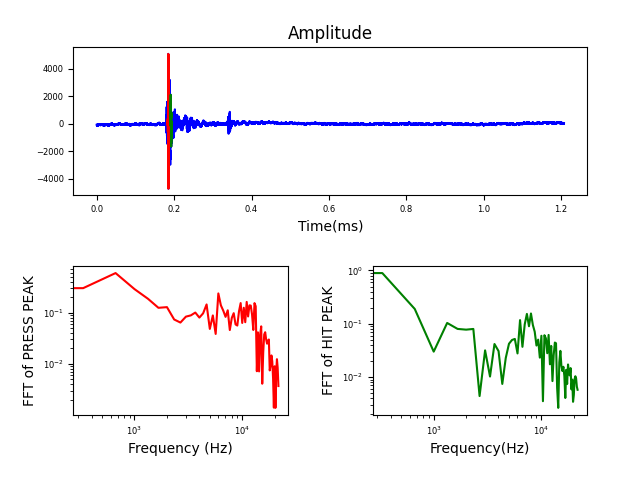 Amplitude
4000
2000
0
−2000
−4000
0.0 0.2 0.4 0.6 0.8 1.0 1.2
Time(ms)
FFT of PRESS PEAK
10⁻¹
10⁻²
10³ 10⁴
Frequency (Hz)
FFT of HIT PEAK
10⁰
10⁻¹
10⁻²
10³ 10⁴
Frequency(Hz)